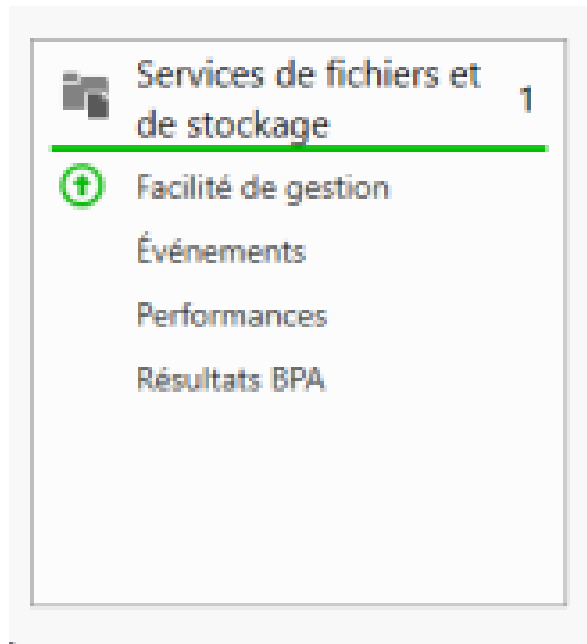 Services de fichiers et 1
de stockage
Facilité de gestion
Événements
Performances
Résultats BPA